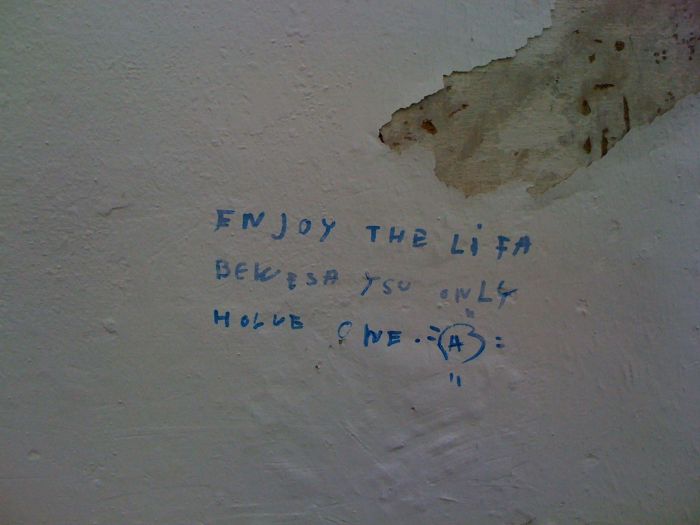 ENJOY THE LiFA
BEKESA YSU ONLY
HOLVE ONE. A